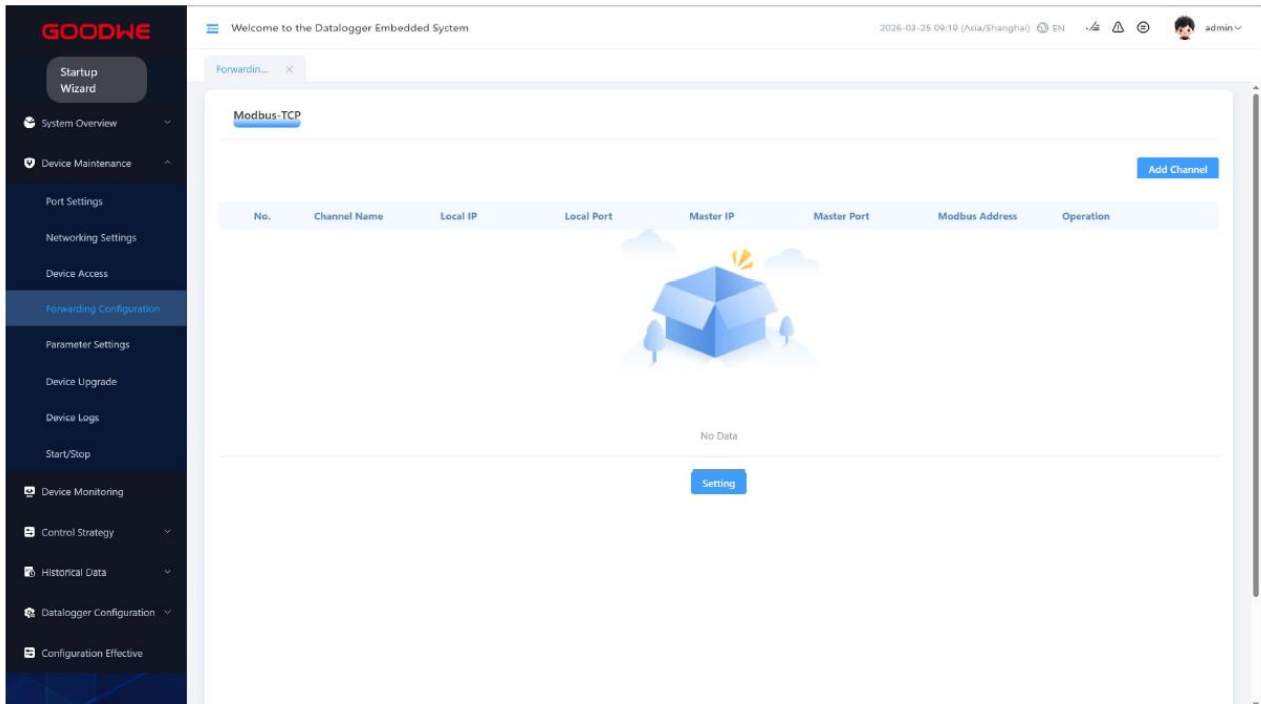 GOODWE
Welcome to the Datalogger Embedded System
2026-03-25 09:19 (Asia/Shanghai)
EN
admin
Startup
Wizard
Forwardin...
System Overview
Device Maintenance
Port Settings
Networking Settings
Device Access
Forwarding Configuration
Parameter Settings
Device Upgrade
Device Logs
Start/Stop
Device Monitoring
Control Strategy
Historical Data
Datalogger Configuration
Configuration Effective
Modbus-TCP
Add Channel
No. Channel Name Local IP Local Port Master IP Master Port Modbus Address Operation
No Data
Setting